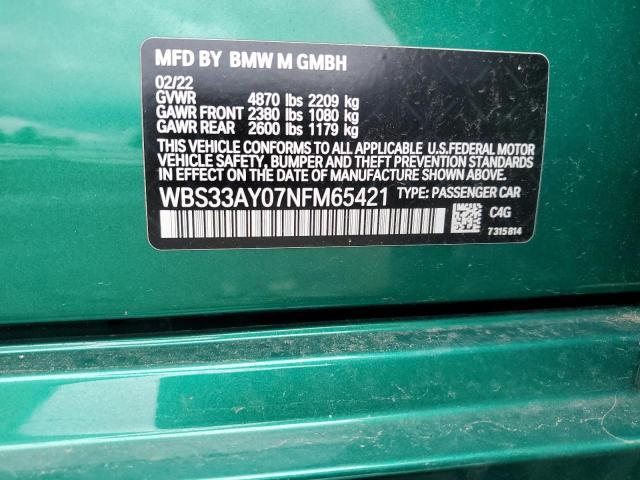 MFD BY BMW M GMBH
02/22
GVWR 4870 lbs 2209 kg
GAWR FRONT 2380 lbs 1080 kg
GAWR REAR 2600 lbs 1179 kg
THIS VEHICLE CONFORMS TO ALL APPLICABLE U.S.FEDERAL MOTOR
VEHICLE SAFETY, BUMPER AND THEFT PREVENTION STANDARDS
IN EFFECT ON THE DATE OF MANUFACTURE SHOWN ABOVE.
WBS33AY07NFM65421 TYPE: PASSENGER CAR
C4G
7315814